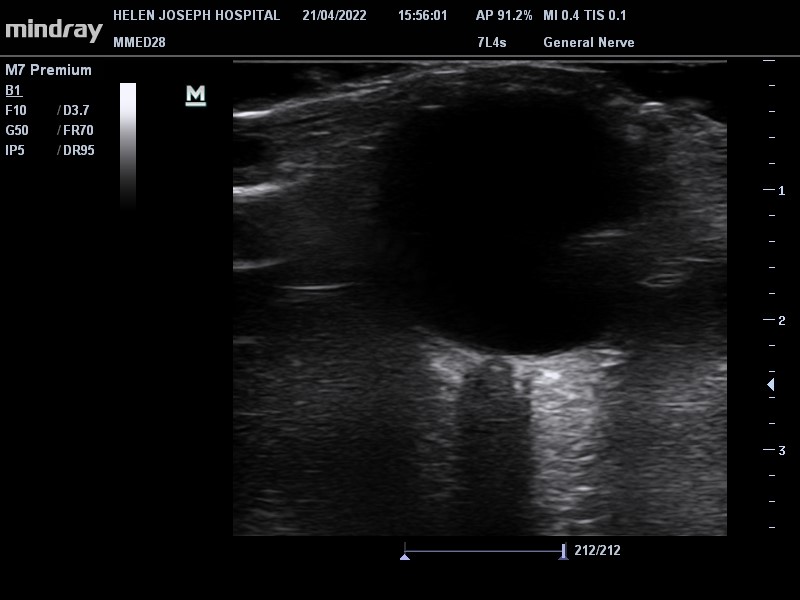 mindray
HELEN JOSEPH HOSPITAL 21/04/2022 15:56:01 AP 91.2% MI 0.4 TIS 0.1
MMED28 7L4s General Nerve
M7 Premium
B1
F10 / D3.7
G50 / FR70
IP5 / DR95
M
1
2
3
212/212